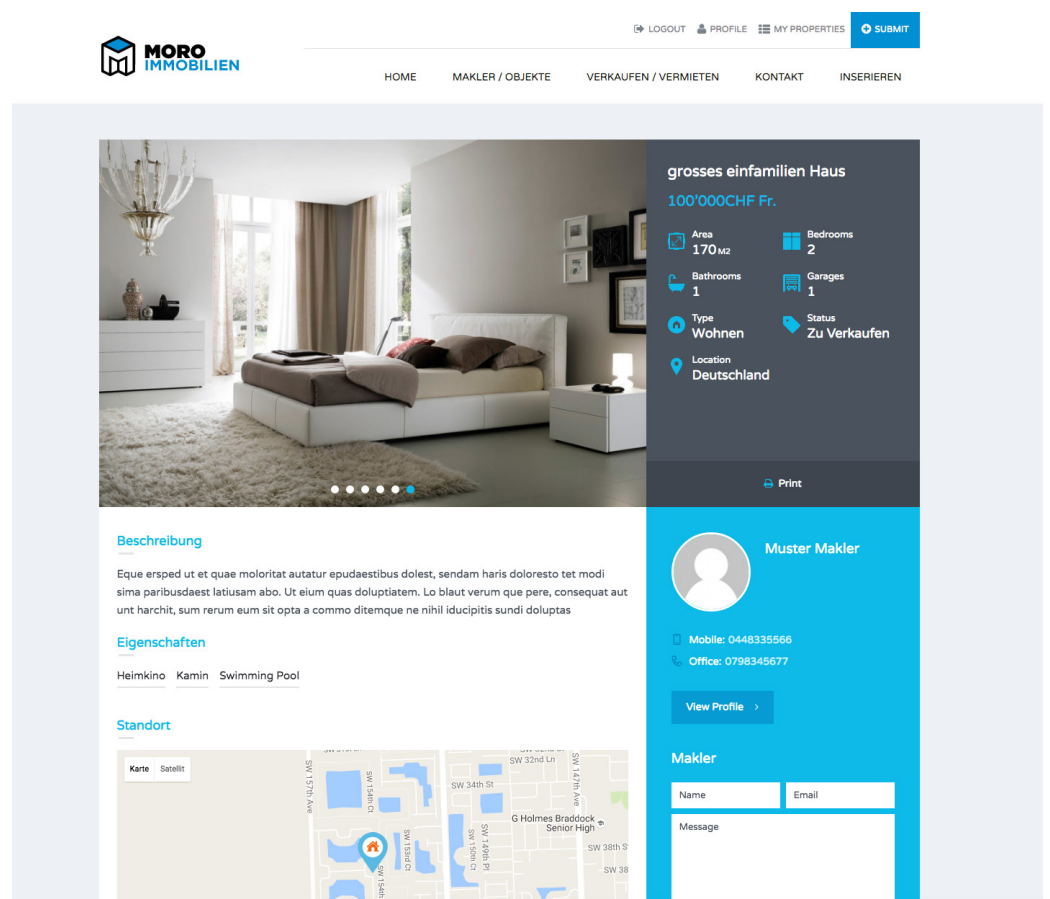 LOGOUT PROFILE MY PROPERTIES SUBMIT
MORO
IMMOBILIEN
HOME MAKLER / OBJEKTE VERKAUFEN / VERMIETEN KONTAKT INSERIEREN
grosses einfamilien Haus
100'000CHF Fr.
Area
170 M2
Bedrooms
2
Bathrooms
1
Garages
1
Type
Wohnen
Status
Zu Verkaufen
Location
Deutschland
Print
Beschreibung
Eque ersped ut et quae moloritat autatur epudaestibus dolest, sendam haris doloresto tet modi
sima paribusdaest latiusam abo. Ut eium quas doluptiatem. Lo blaut verum que pere, consequat aut
unt harchit, sum rerum eum sit opta a commo ditemque ne nihil iducipitis sundi doluptas
Eigenschaften
Heimkino Kamin Swimming Pool
Standort
Karte Satellit
SW 157th Ave
SW 154th Ct
SW 153rd Ct
SW 32nd Ln
SW 34th St
SW 147th Ave
G Holmes Braddock
Senior High
SW 150th Ct
SW 149th Pl
SW 38th S
SW 38
SW 154th
Muster Makler
Mobile: 0448335566
Office: 0798345677
View Profile
Makler
Name
Email
Message